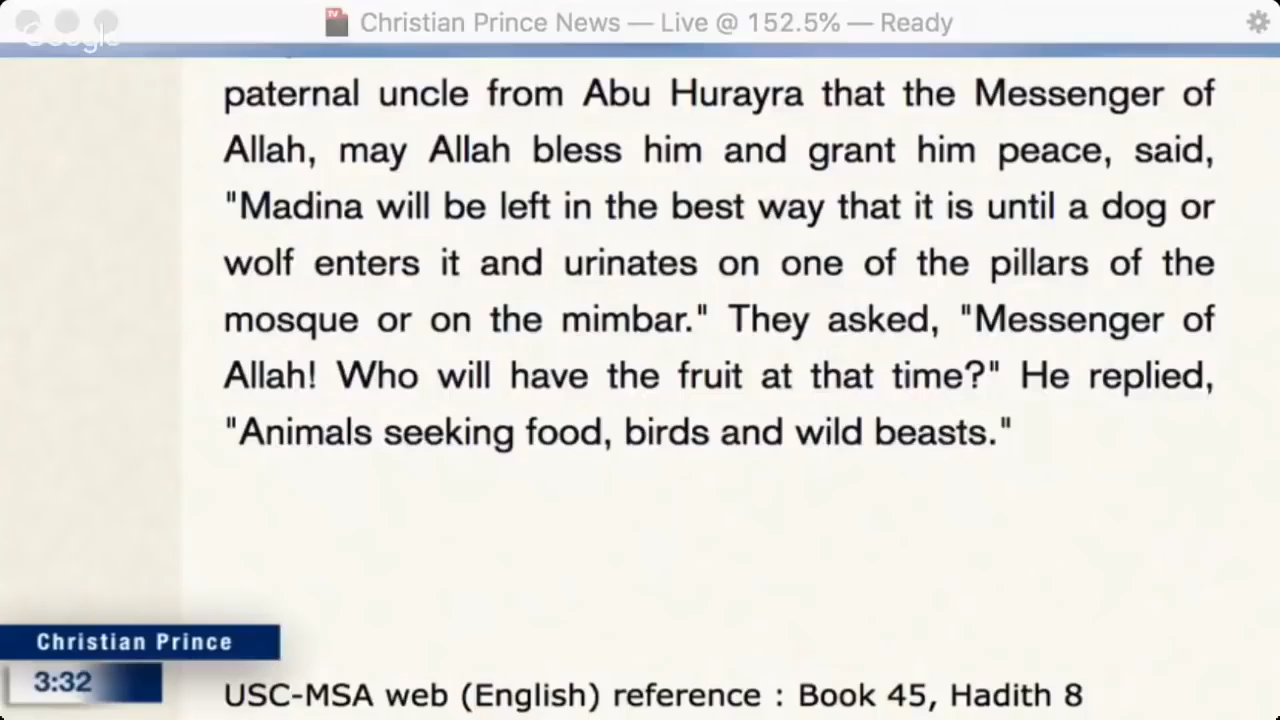 Christian Prince News — Live @ 152.5% — Ready
Google
paternal uncle from Abu Hurayra that the Messenger of
Allah, may Allah bless him and grant him peace, said,
"Madina will be left in the best way that it is until a dog or
wolf enters it and urinates on one of the pillars of the
mosque or on the mimbar." They asked, "Messenger of
Allah! Who will have the fruit at that time?" He replied,
"Animals seeking food, birds and wild beasts."
Christian Prince
3:32
USC-MSA web (English) reference : Book 45, Hadith 8